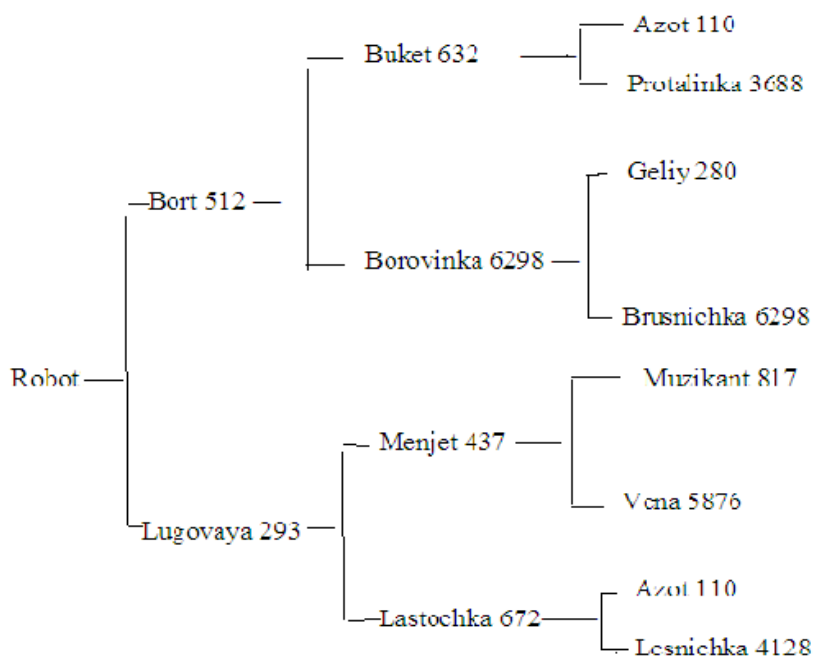 Azot 110
Buket 632
Protalinka 3688
Geliy 280
Bort 512
Borovinka 6298
Brusnichka 6298
Robot
Muzikant 817
Menjet 437
Vena 5876
Lugovaya 293
Azot 110
Lastochka 672
Lesnichka 4128